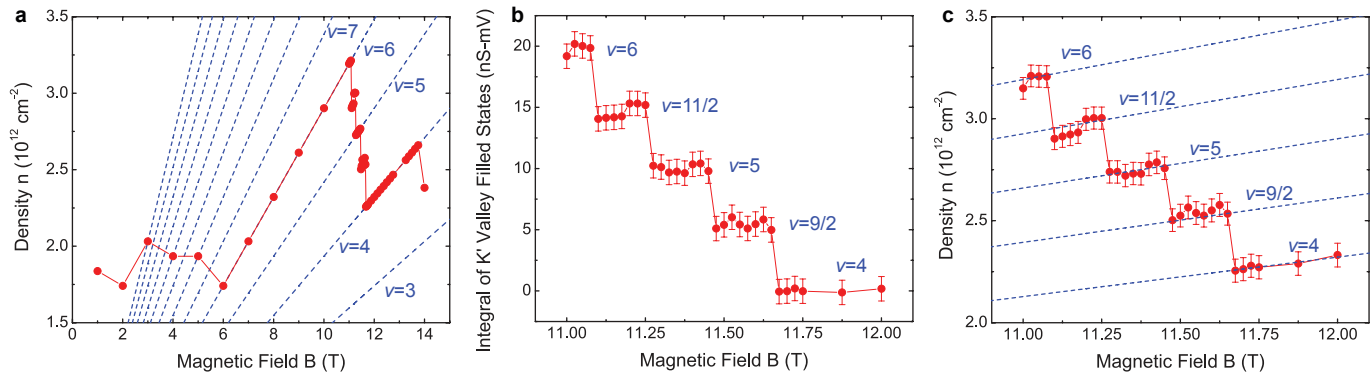 a
Density n (10¹² cm⁻²)
3.5
3.0
2.5
2.0
1.5
0 2 4 6 8 10 12 14
Magnetic Field B (T)
ν=7
ν=6
ν=5
ν=4
ν=3
b
Integral of K' Valley Filled States (nS-mV)
20
15
10
5
0
11.00 11.25 11.50 11.75 12.00
Magnetic Field B (T)
ν=6
ν=11/2
ν=5
ν=9/2
ν=4
c
Density n (10¹² cm⁻²)
3.5
3.0
2.5
2.0
11.00 11.25 11.50 11.75 12.00
Magnetic Field B (T)
ν=6
ν=11/2
ν=5
ν=9/2
ν=4